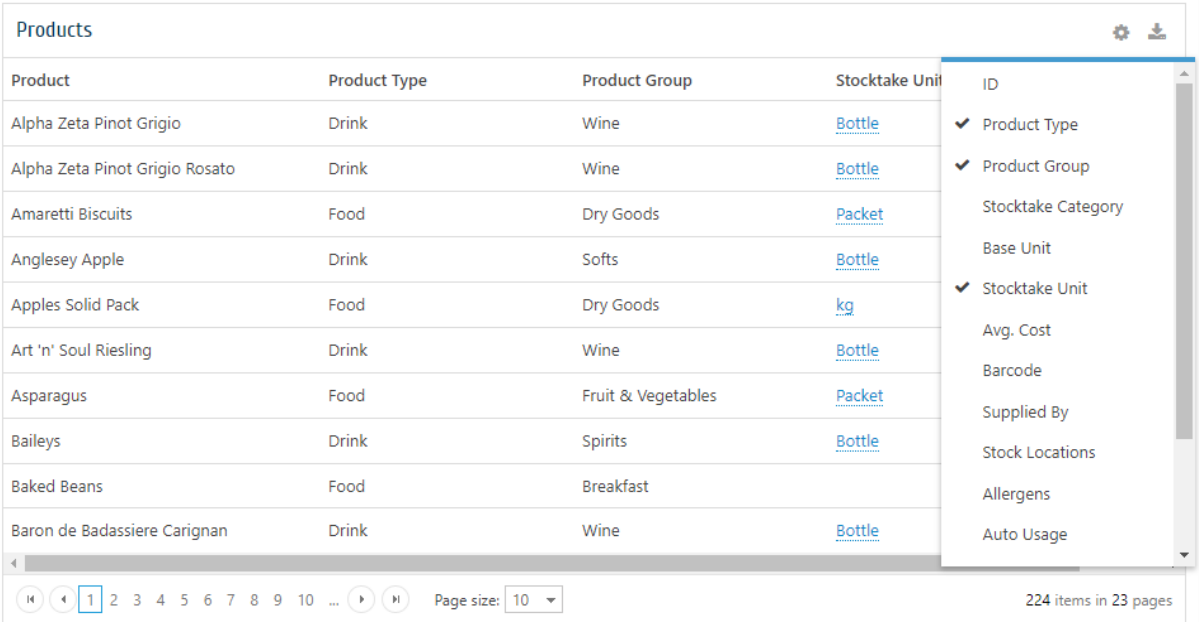 Products
Product Product Type Product Group Stocktake Unit
Alpha Zeta Pinot Grigio Drink Wine Bottle
Alpha Zeta Pinot Grigio Rosato Drink Wine Bottle
Amaretti Biscuits Food Dry Goods Packet
Anglesey Apple Drink Softs Bottle
Apples Solid Pack Food Dry Goods kg
Art 'n' Soul Riesling Drink Wine Bottle
Asparagus Food Fruit & Vegetables Packet
Baileys Drink Spirits Bottle
Baked Beans Food Breakfast
Baron de Badassiere Carignan Drink Wine Bottle
ID
Product Type
Product Group
Stocktake Category
Base Unit
Stocktake Unit
Avg. Cost
Barcode
Supplied By
Stock Locations
Allergens
Auto Usage
1 2 3 4 5 6 7 8 9 10 ... Page size: 10 224 items in 23 pages